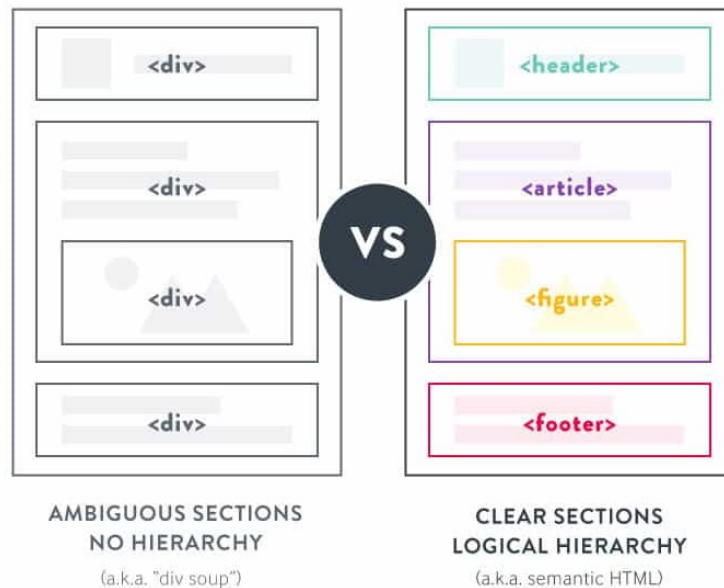 <div>
<div>
<div>
<div>
VS
<header>
<article>
<figure>
<footer>
AMBIGUOUS SECTIONS
NO HIERARCHY
(a.k.a. "div soup")
CLEAR SECTIONS
LOGICAL HIERARCHY
(a.k.a. semantic HTML)